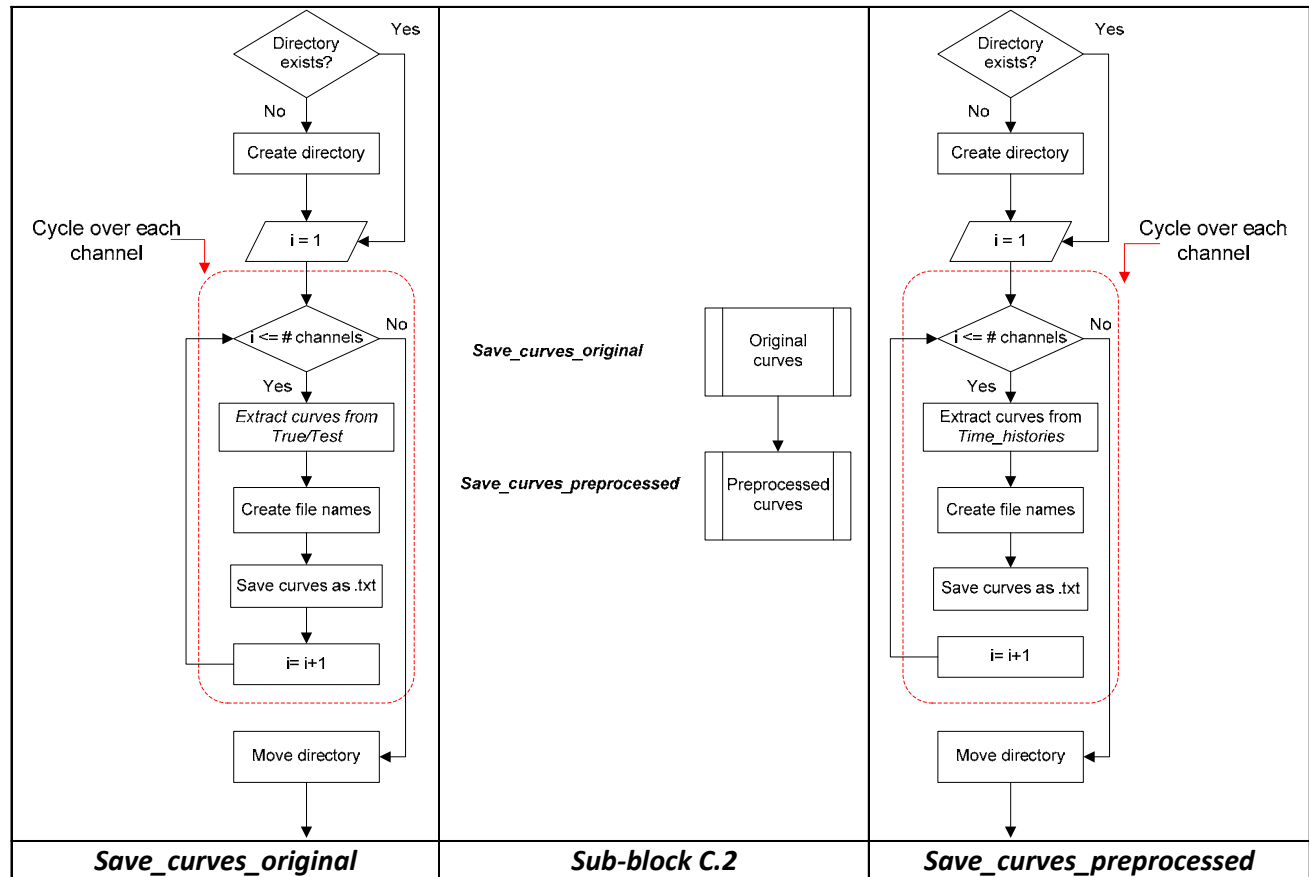 Directory
exists?
Yes
No
Create directory
i = 1
Cycle over each
channel
i <= # channels
No
Yes
Extract curves from
True/Test
Create file names
Save curves as .txt
i= i+1
Move directory
Save_curves_original
Save_curves_original
Original
curves
Save_curves_preprocessed
Preprocessed
curves
Sub-block C.2
Directory
exists?
Yes
No
Create directory
i = 1
Cycle over each
channel
i <= # channels
No
Yes
Extract curves from
Time_histories
Create file names
Save curves as .txt
i= i+1
Move directory
Save_curves_preprocessed